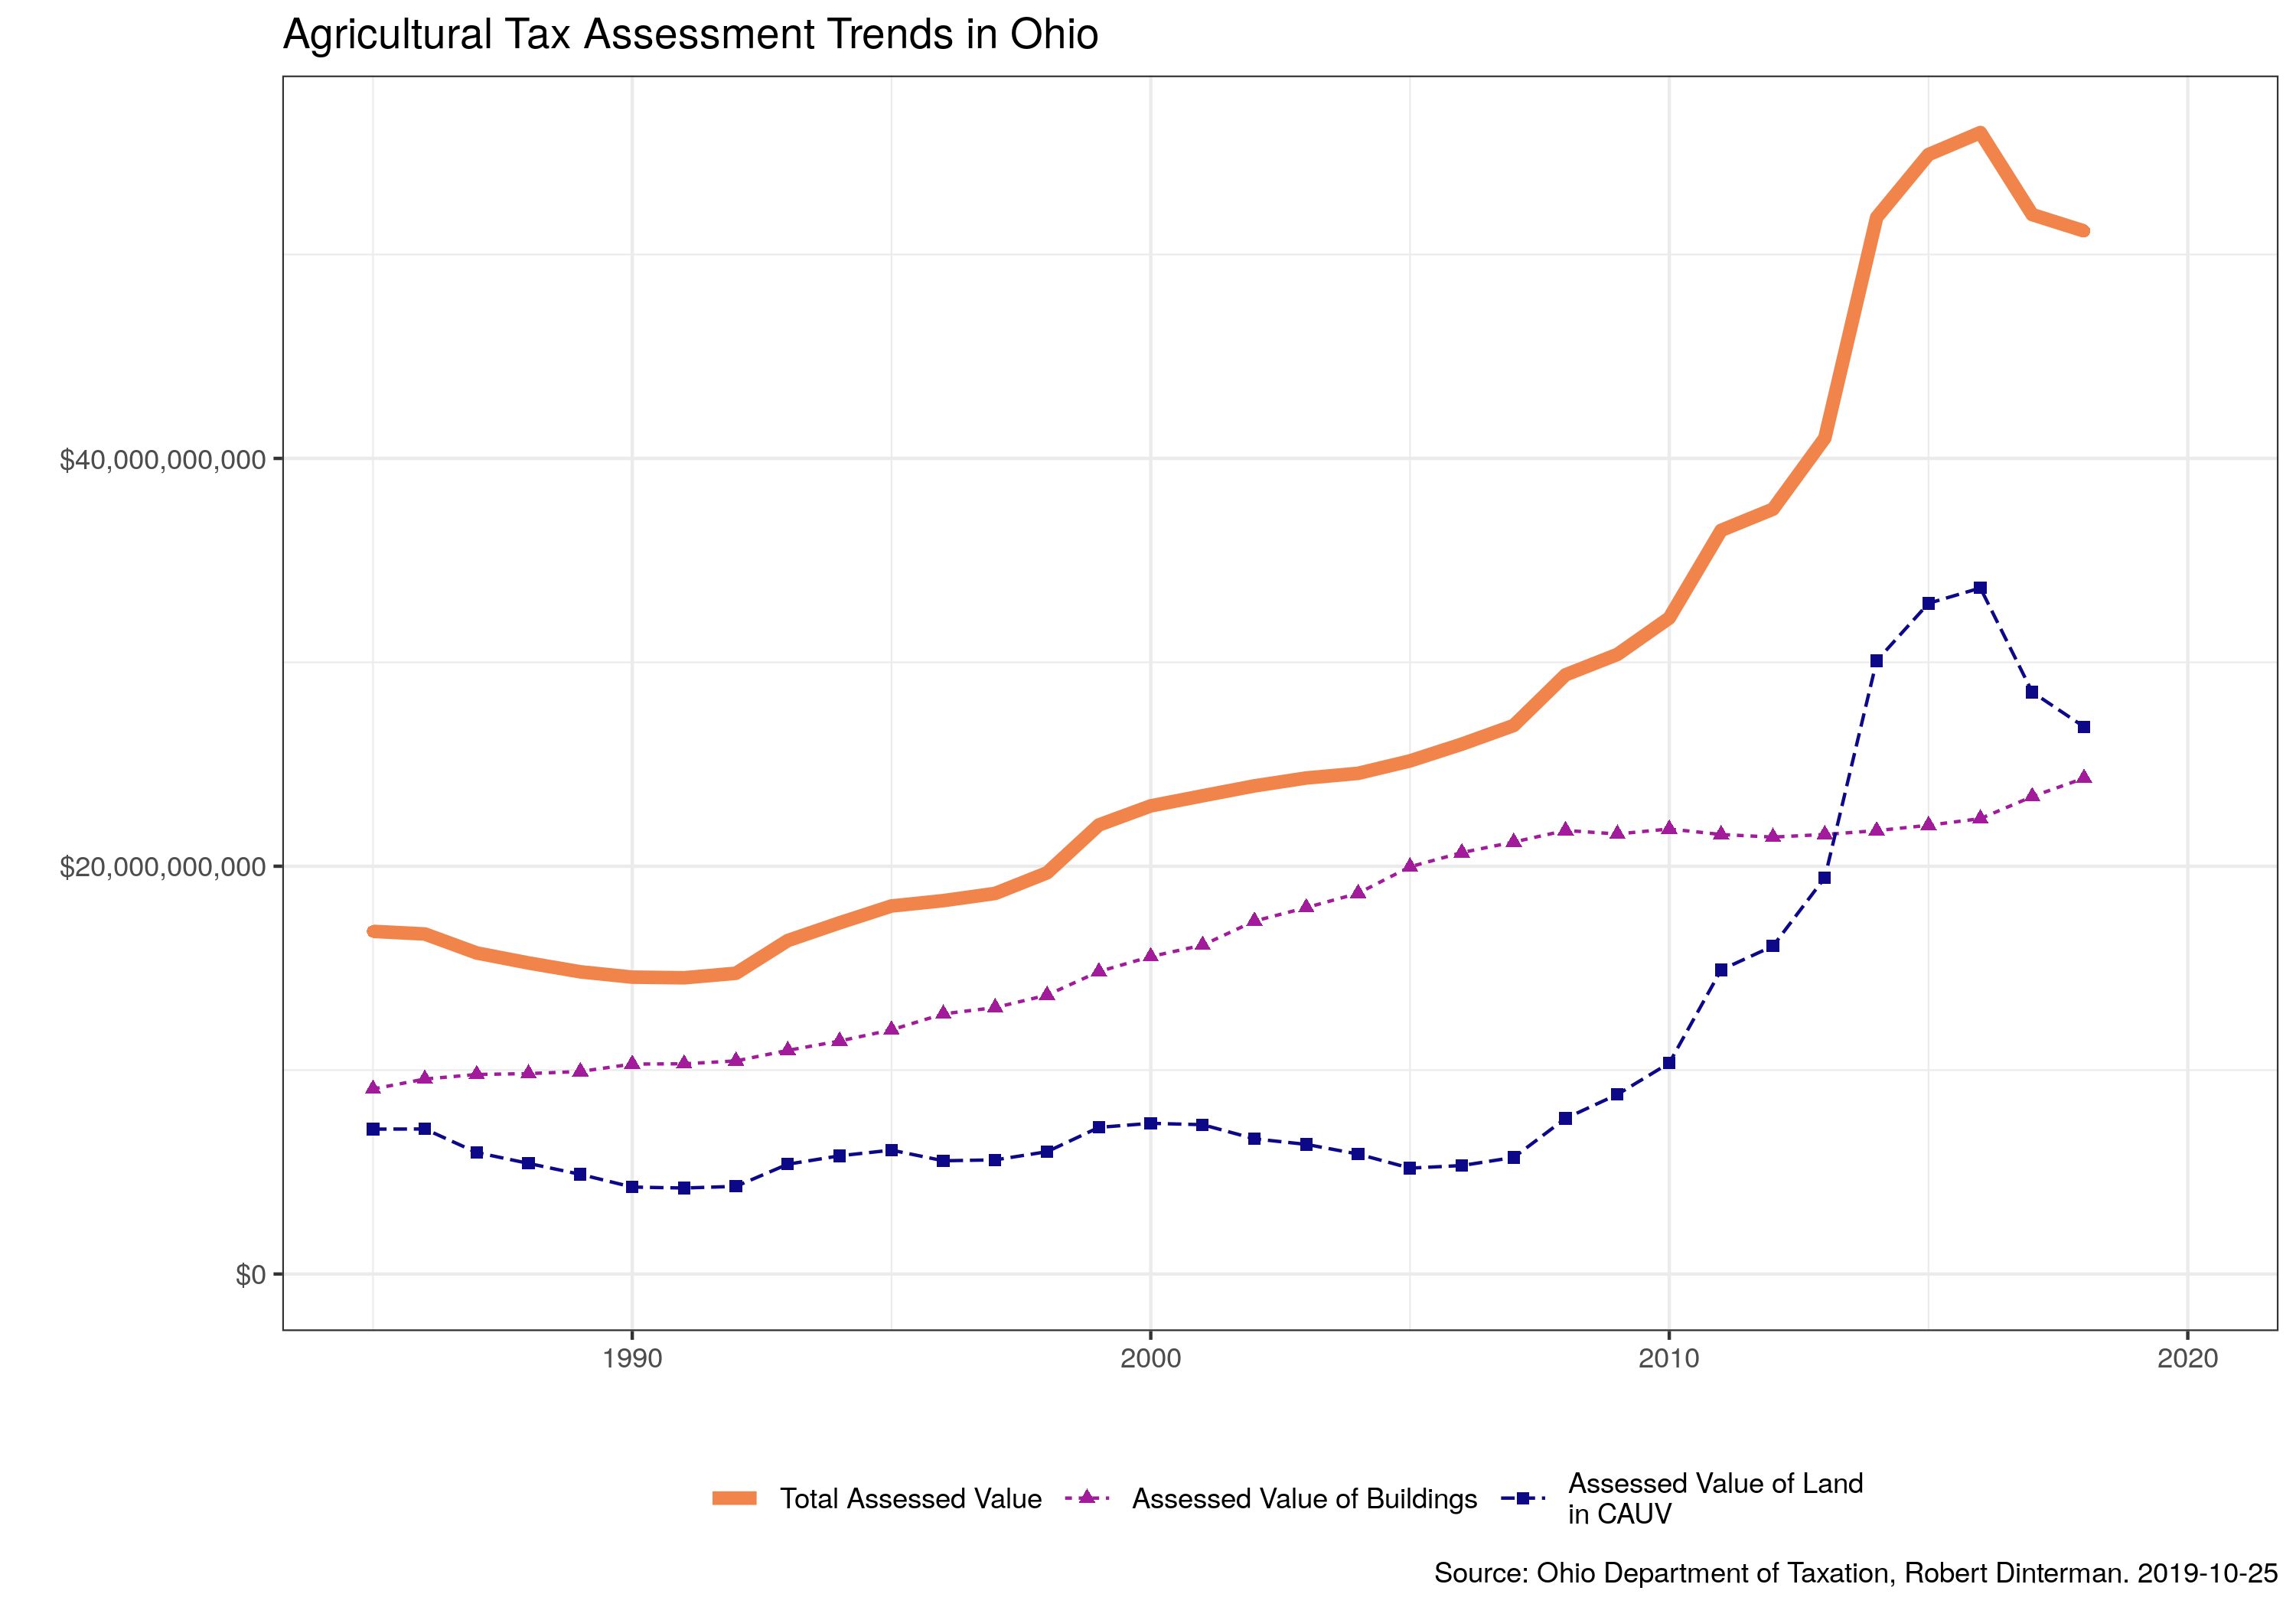 Agricultural Tax Assessment Trends in Ohio
$40,000,000,000
$20,000,000,000
$0
1990 2000 2010 2020
Total Assessed Value Assessed Value of Buildings Assessed Value of Land
in CAUV
Source: Ohio Department of Taxation, Robert Dinterman. 2019-10-25